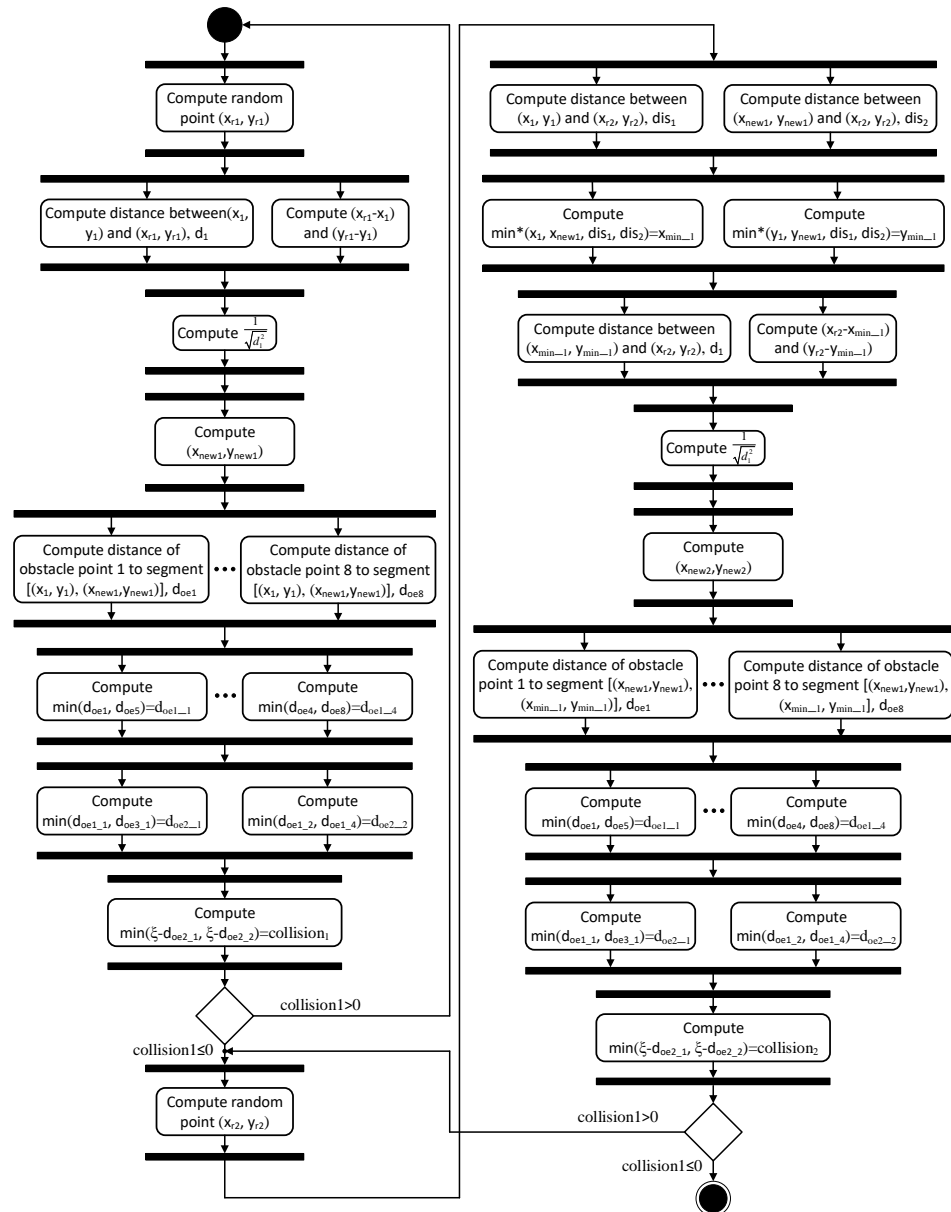 Compute random
point (xr1, yr1)
Compute distance between(x1,
y1) and (xr1, yr1), d1
Compute (xr1-x1)
and (yr1-y1)
Compute 1/√d1²
Compute
(xnew1,ynew1)
Compute distance of
obstacle point 1 to segment
[(x1, y1), (xnew1,ynew1)], doe1
•••
Compute distance of
obstacle point 8 to segment
[(x1, y1), (xnew1,ynew1)], doe8
Compute
min(doe1, doe5)=doe1_1
•••
Compute
min(doe4, doe8)=doe1_4
Compute
min(doe1_1, doe3_1)=doe2_1
Compute
min(doe1_2, doe1_4)=doe2_2
Compute
min(ξ-doe2_1, ξ-doe2_2)=collision1
collision1>0
collision1≤0
Compute random
point (xr2, yr2)
Compute distance between
(x1, y1) and (xr2, yr2), dis1
Compute distance between
(xnew1, ynew1) and (xr2, yr2), dis2
Compute
min*(x1, xnew1, dis1, dis2)=xmin_1
Compute
min*(y1, ynew1, dis1, dis2)=ymin_1
Compute distance between
(xmin_1, ymin_1) and (xr2, yr2), d1
Compute (xr2-xmin_1)
and (yr2-ymin_1)
Compute 1/√d1²
Compute
(xnew2,ynew2)
Compute distance of obstacle
point 1 to segment [(xnew1,ynew1),
(xmin_1, ymin_1)], doe1
•••
Compute distance of obstacle
point 8 to segment [(xnew1,ynew1),
(xmin_1, ymin_1], doe8
Compute
min(doe1, doe5)=doe1_1
•••
Compute
min(doe4, doe8)=doe1_4
Compute
min(doe1_1, doe3_1)=doe2_1
Compute
min(doe1_2, doe1_4)=doe2_2
Compute
min(ξ-doe2_1, ξ-doe2_2)=collision2
collision1>0
collision1≤0